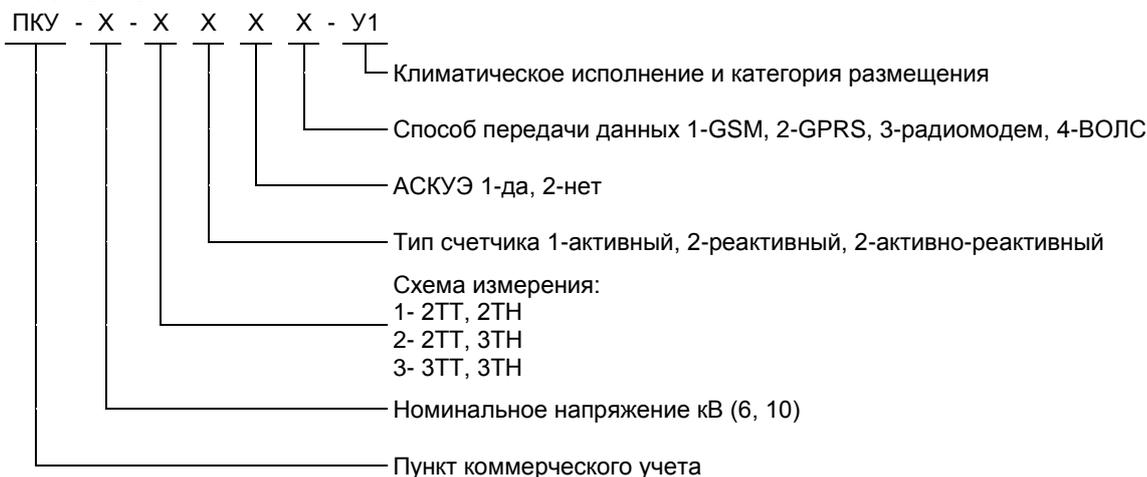 ПКУ - Х - Х Х Х Х - У1
Климатическое исполнение и категория размещения
Способ передачи данных 1-GSM, 2-GPRS, 3-радиомодем, 4-ВОЛС
АСКУЭ 1-да, 2-нет
Тип счетчика 1-активный, 2-реактивный, 2-активно-реактивный
Схема измерения:
1- 2ТТ, 2ТН
2- 2ТТ, 3ТН
3- 3ТТ, 3ТН
Номинальное напряжение кВ (6, 10)
Пункт коммерческого учета